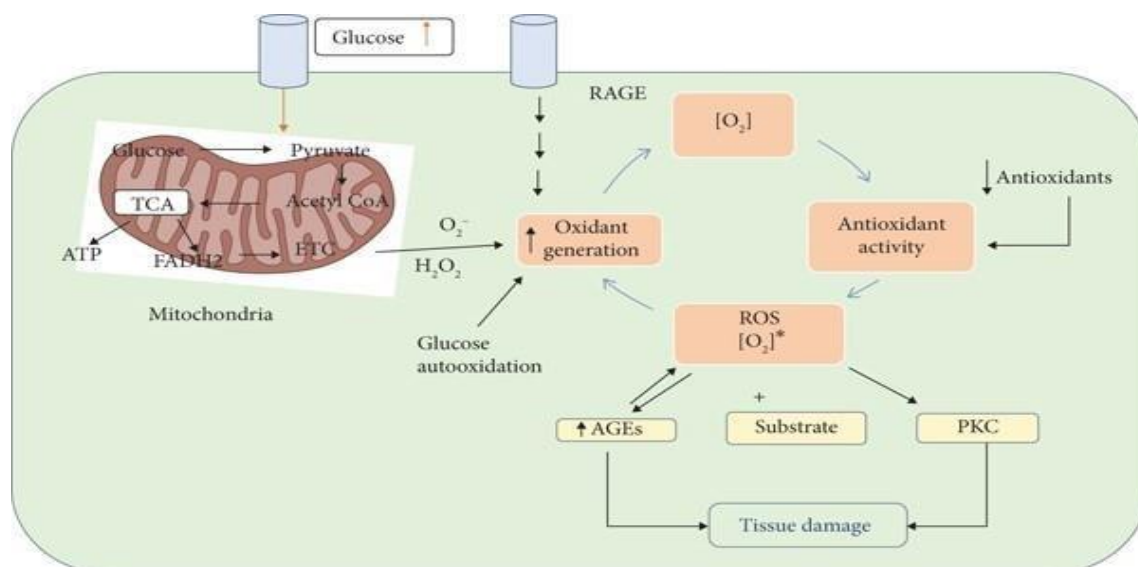 Glucose ↑
RAGE
[O₂]
Glucose
Pyruvate
↓ Antioxidants
TCA
Acetyl CoA
O₂⁻
↑ Oxidant
generation
Antioxidant
activity
ATP
FADH2
ETC
H₂O₂
Mitochondria
ROS
[O₂]*
Glucose
autooxidation
+
↑ AGEs
Substrate
PKC
Tissue damage